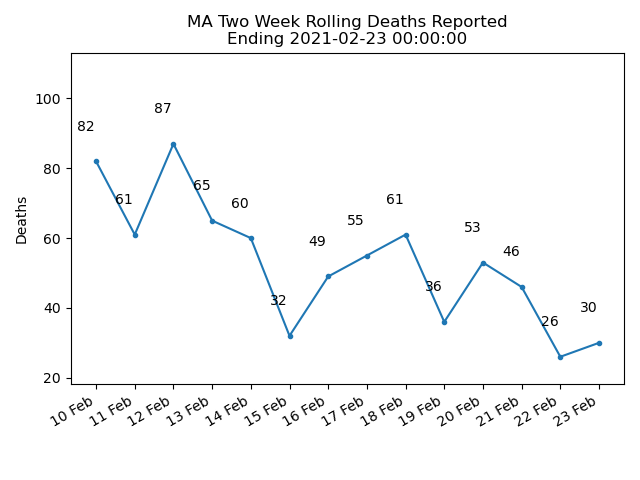 MA Two Week Rolling Deaths Reported
Ending 2021-02-23 00:00:00
Deaths
100
80
60
40
20
82
61
87
65
60
32
49
55
61
36
53
46
26
30
10 Feb
11 Feb
12 Feb
13 Feb
14 Feb
15 Feb
16 Feb
17 Feb
18 Feb
19 Feb
20 Feb
21 Feb
22 Feb
23 Feb